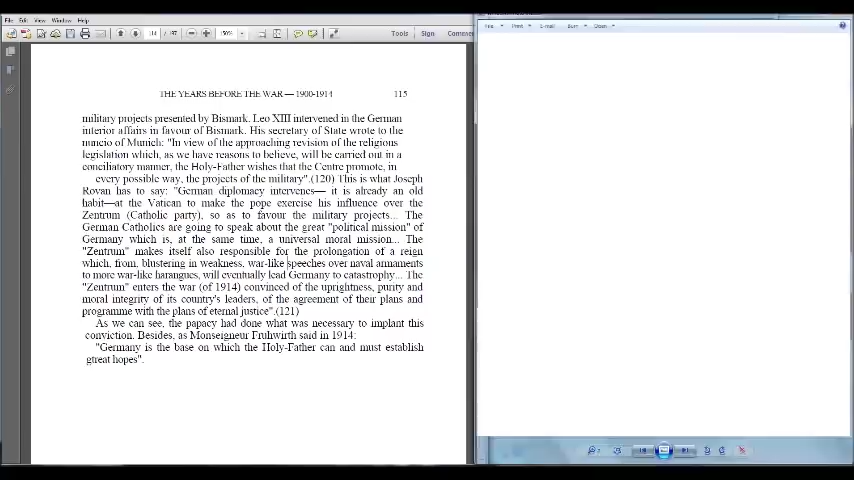 File Edit View Window Help
114 / 97 150% Tools Sign Comment
File Print E-mail Burn Open
THE YEARS BEFORE THE WAR — 1900-1914 115
military projects presented by Bismark. Leo XIII intervened in the German
interior affairs in favour of Bismark. His secretary of State wrote to the
nuncio of Munich: "In view of the approaching revision of the religious
legislation which, as we have reasons to believe, will be carried out in a
conciliatory manner, the Holy-Father wishes that the Centre promote, in
every possible way, the projects of the military".(120) This is what Joseph
Rovan has to say: "German diplomacy intervenes— it is already an old
habit—at the Vatican to make the pope exercise his influence over the
Zentrum (Catholic party), so as to favour the military projects... The
German Catholics are going to speak about the great "political mission" of
Germany which is, at the same time, a universal moral mission... The
"Zentrum" makes itself also responsible for the prolongation of a reign
which, from, blustering in weakness, war-like speeches over naval armaments
to more war-like harangues, will eventually lead Germany to catastrophy... The
"Zentrum" enters the war (of 1914) convinced of the uprightness, purity and
moral integrity of its country's leaders, of the agreement of their plans and
programme with the plans of eternal justice".(121)
As we can see, the papacy had done what was necessary to implant this
conviction. Besides, as Monseigneur Fruhwirth said in 1914:
"Germany is the base on which the Holy-Father can and must establish
gtreat hopes".